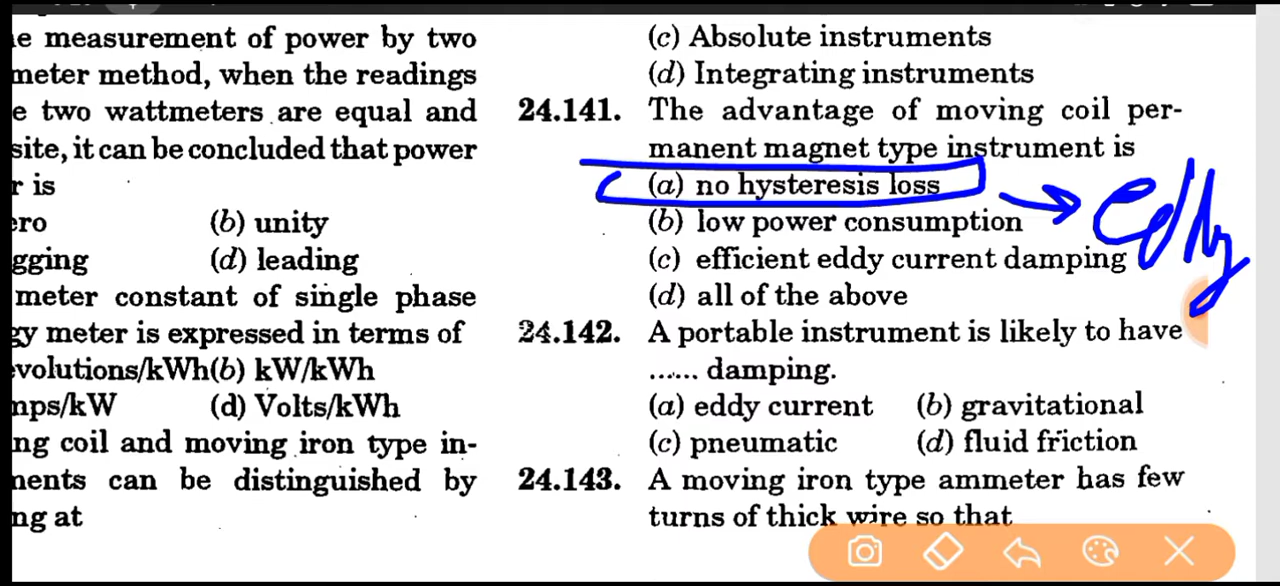 e measurement of power by two
meter method, when the readings
e two wattmeters are equal and
site, it can be concluded that power
r is
ero (b) unity
gging (d) leading
meter constant of single phase
gy meter is expressed in terms of
volutions/kWh(b) kW/kWh
mps/kW (d) Volts/kWh
ng coil and moving iron type in-
ments can be distinguished by
ng at
(c) Absolute instruments
(d) Integrating instruments
24.141. The advantage of moving coil per-
manent magnet type instrument is
(a) no hysteresis loss
(b) low power consumption
(c) efficient eddy current damping
(d) all of the above
Eddy
24.142. A portable instrument is likely to have
...... damping.
(a) eddy current (b) gravitational
(c) pneumatic (d) fluid friction
24.143. A moving iron type ammeter has few
turns of thick wire so that